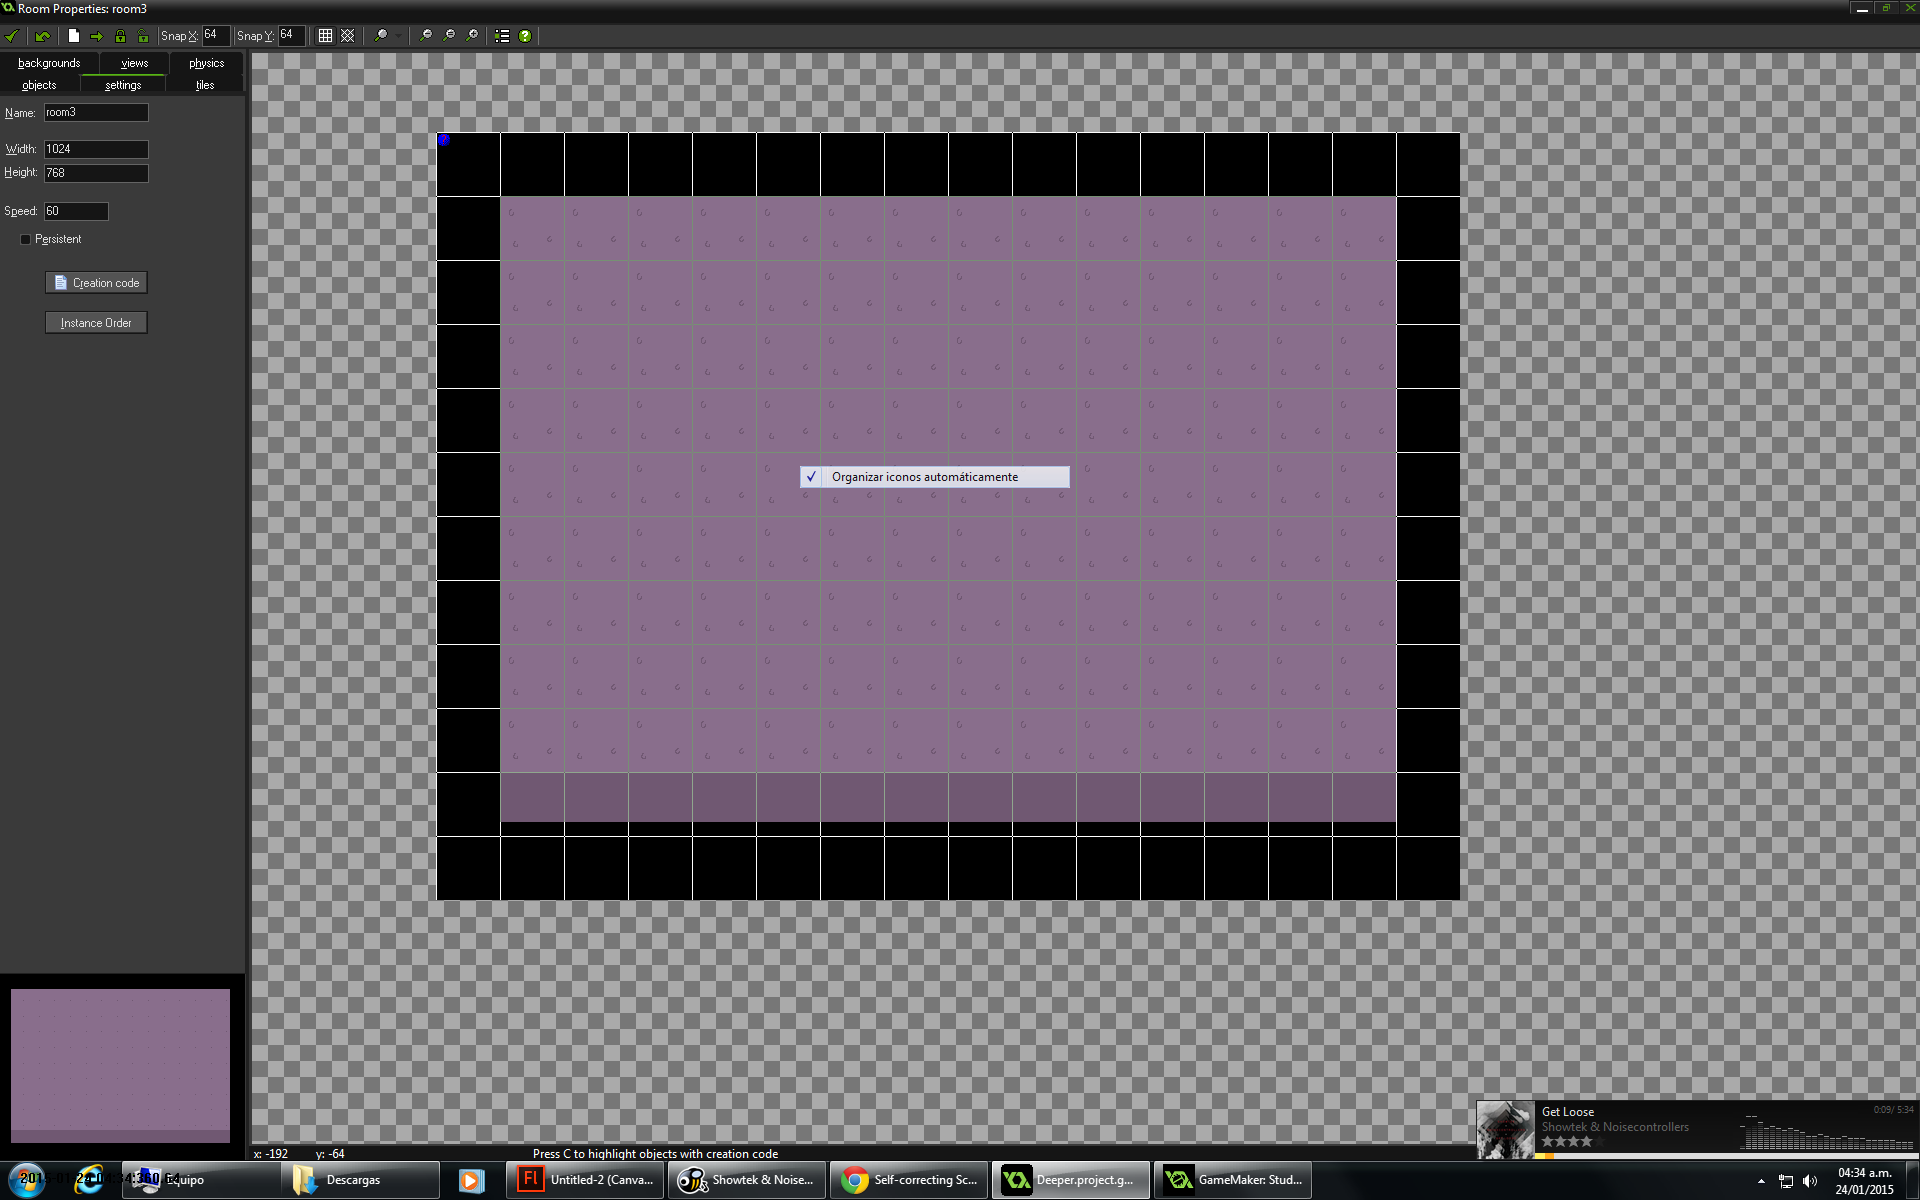 Room Properties: room3
Snap X: 64 Snap Y: 64
backgrounds views physics
objects settings tiles
Name: room3
Width: 1024
Height: 768
Speed: 60
Persistent
Creation code
Instance Order
Organizar iconos automáticamente
Get Loose 0:09/ 5:34
Showtek & Noisecontrollers
x: -192 y: -64 Press C to highlight objects with creation code
Equipo Descargas Untitled-2 (Canva... Showtek & Noise... Self-correcting Sc... Deeper.project.g... GameMaker: Stud...
04:34 a.m.
24/01/2015